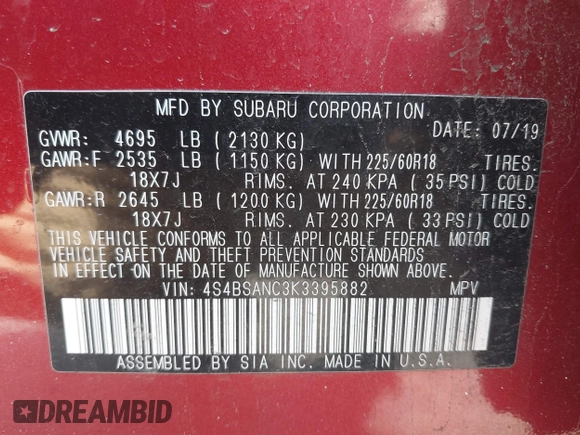 MFD BY SUBARU CORPORATION
DATE: 07/19
GVWR: 4695 LB (2130 KG)
GAWR:F 2535 LB (1150 KG) WITH 225/60R18 TIRES.
18X7J RIMS. AT 240 KPA (35 PSI) COLD
GAWR:R 2645 LB (1200 KG) WITH 225/60R18 TIRES.
18X7J RIMS. AT 230 KPA (33 PSI) COLD
THIS VEHICLE CONFORMS TO ALL APPLICABLE FEDERAL MOTOR
VEHICLE SAFETY AND THEFT PREVENTION STANDARDS
IN EFFECT ON THE DATE OF MANUFACTURE SHOWN ABOVE.
VIN: 4S4BSANC3K3395882 MPV
ASSEMBLED BY SIA INC. MADE IN U.S.A.
DREAMBID